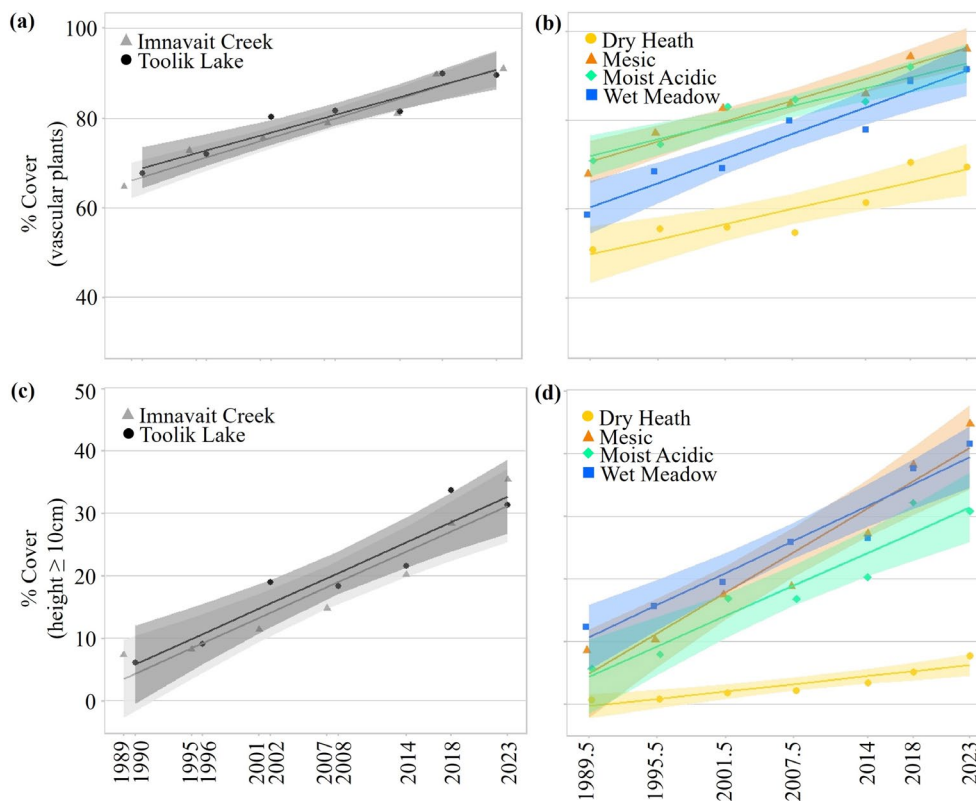 (a)
Imnavait Creek
Toolik Lake
% Cover
(vascular plants)
100
80
60
40
(b)
Dry Heath
Mesic
Moist Acidic
Wet Meadow
(c)
Imnavait Creek
Toolik Lake
% Cover
(height ≥ 10cm)
50
40
30
20
10
0
1989
1990
1995
1996
2001
2002
2007
2008
2014
2018
2023
(d)
Dry Heath
Mesic
Moist Acidic
Wet Meadow
1989.5
1995.5
2001.5
2007.5
2014
2018
2023